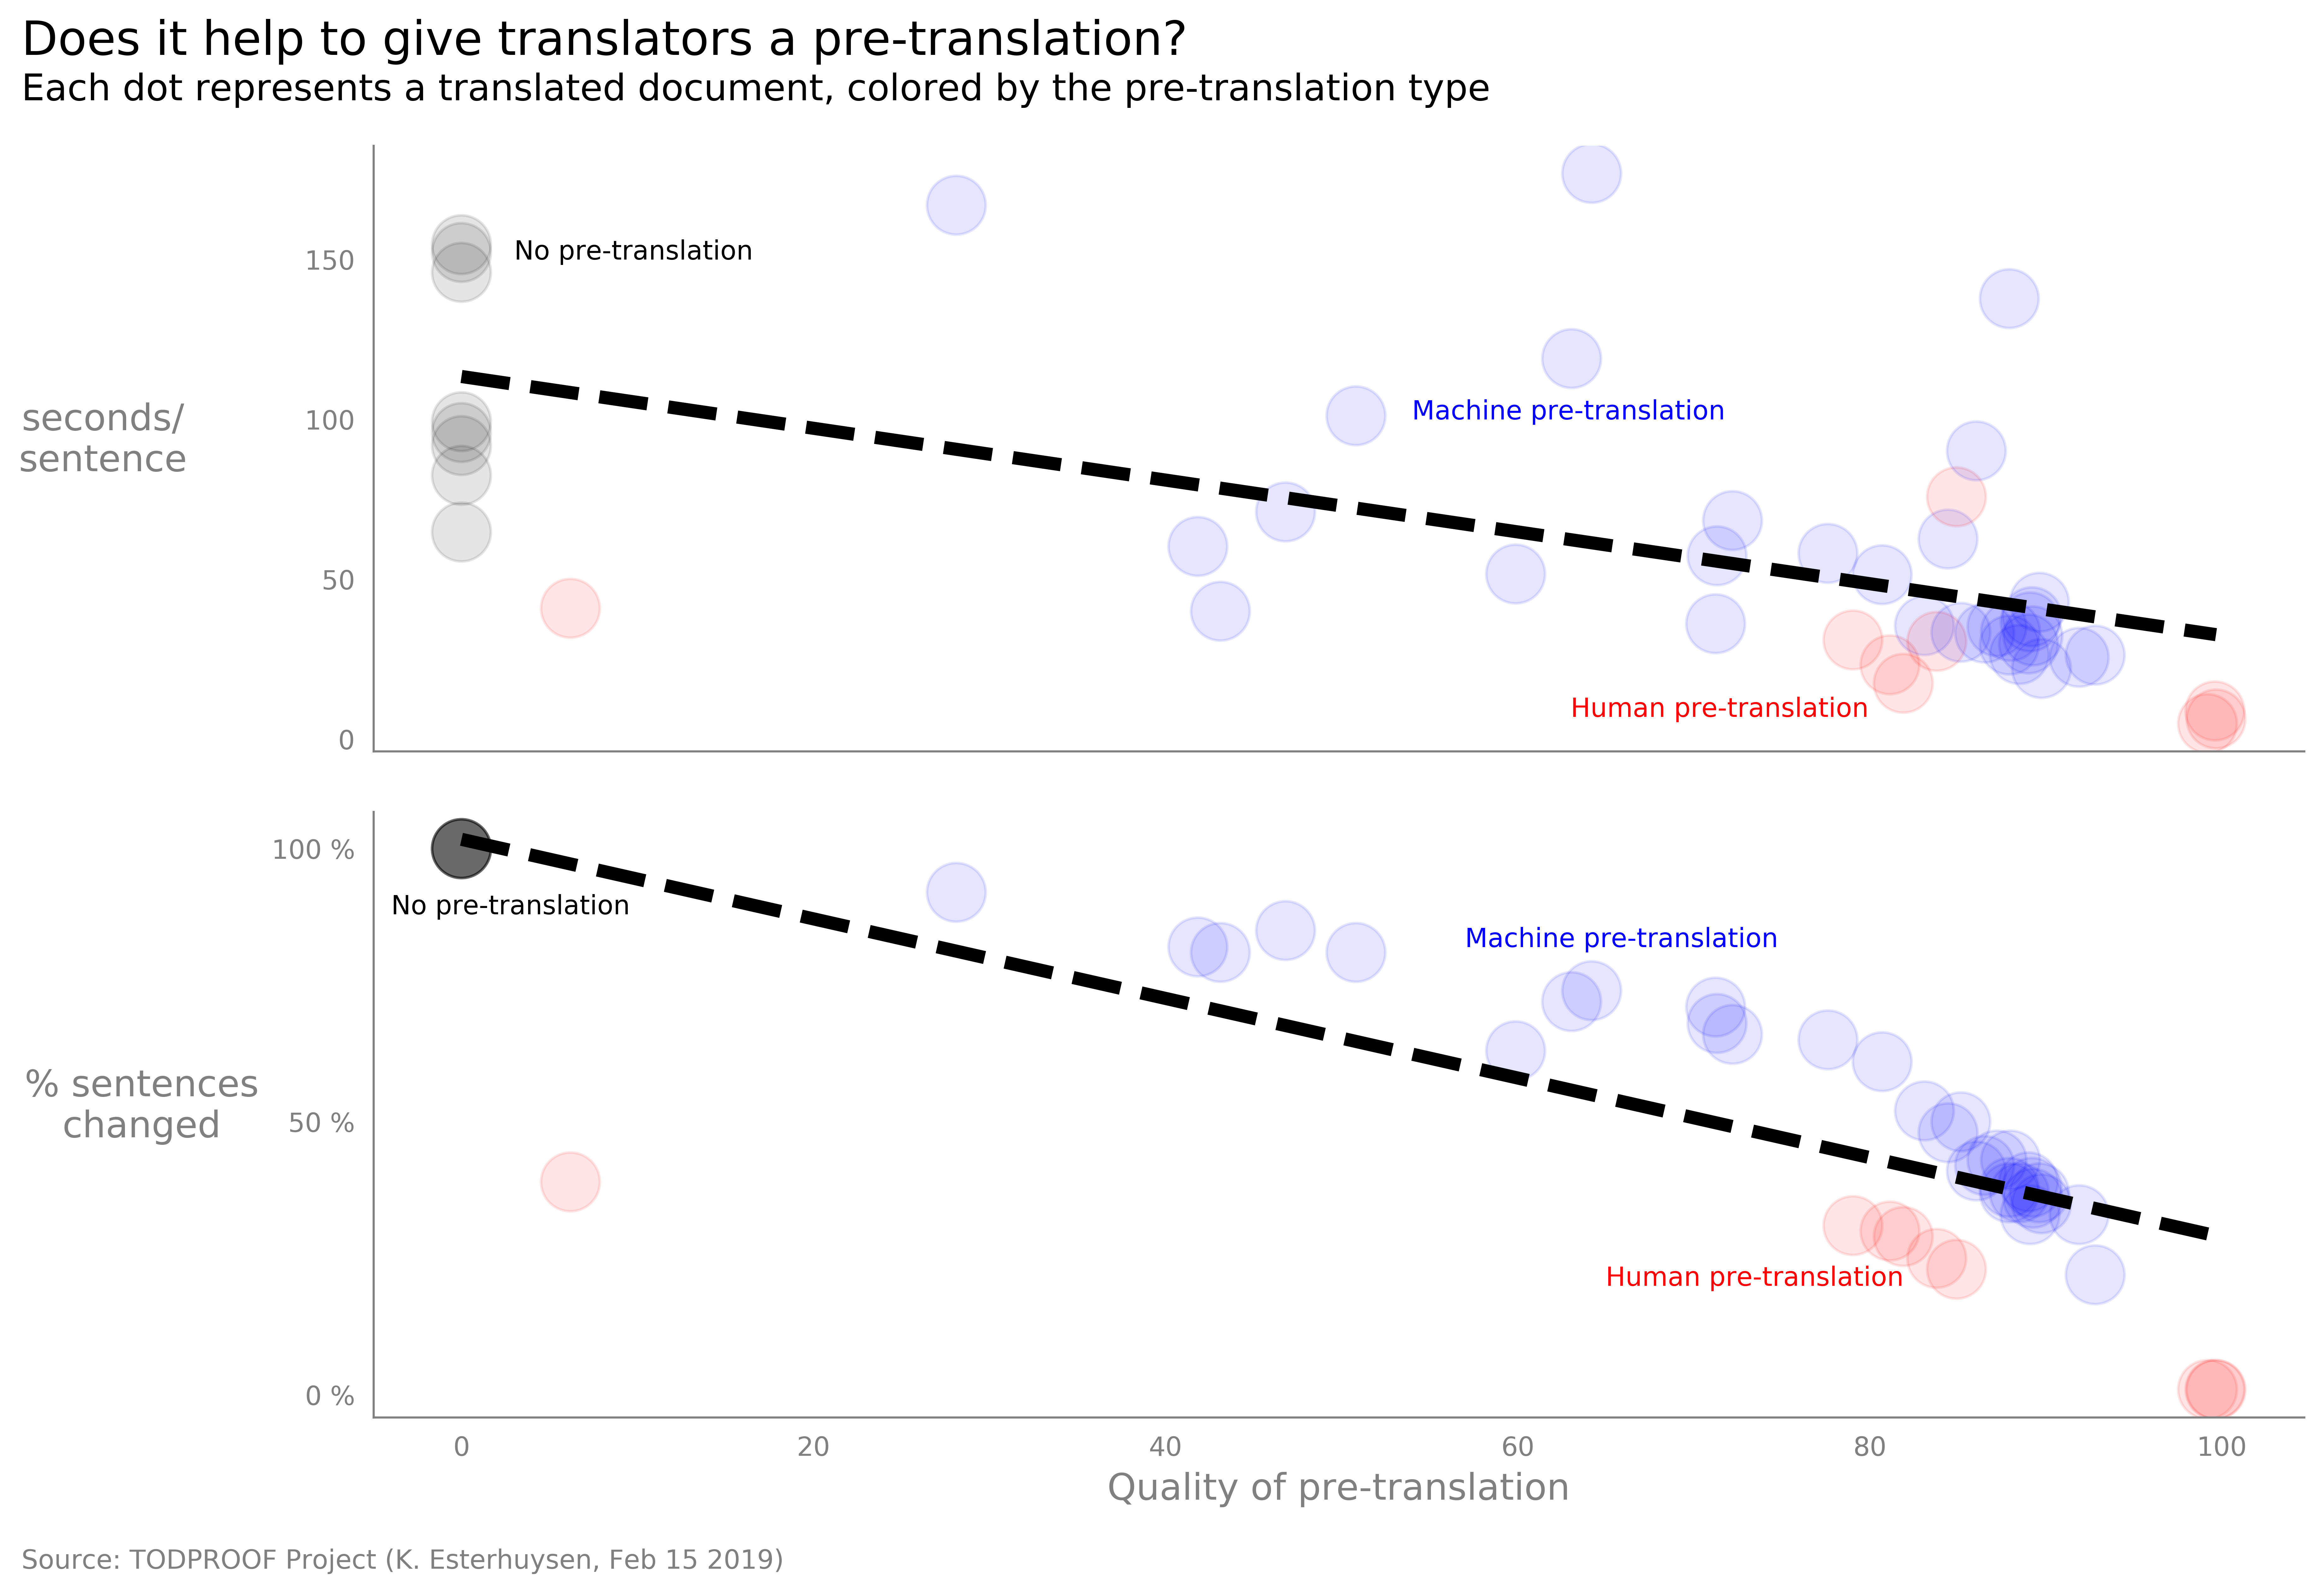 Does it help to give translators a pre-translation?
Each dot represents a translated document, colored by the pre-translation type
seconds/
sentence
150
100
50
0
No pre-translation
Machine pre-translation
Human pre-translation
% sentences
changed
100 %
50 %
0 %
No pre-translation
Machine pre-translation
Human pre-translation
0 20 40 60 80 100
Quality of pre-translation
Source: TODPROOF Project (K. Esterhuysen, Feb 15 2019)